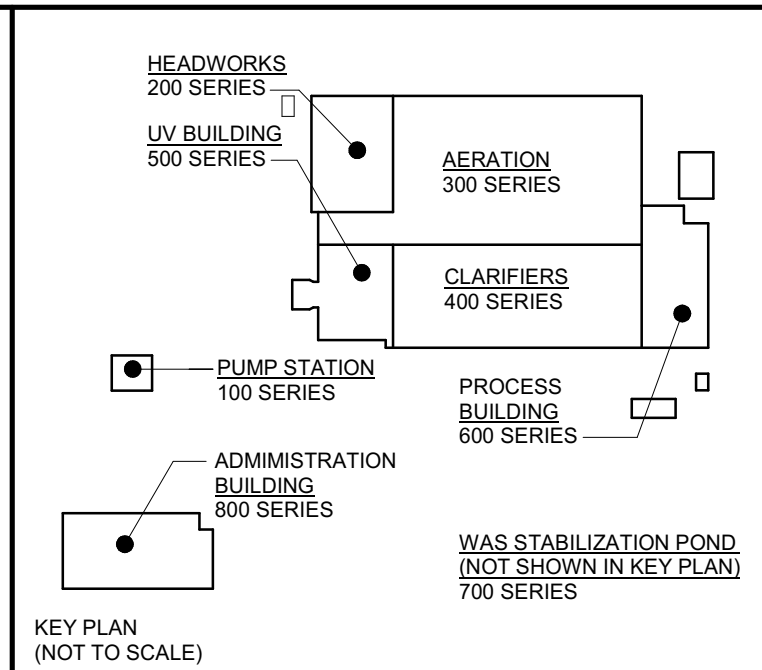 HEADWORKS
200 SERIES
UV BUILDING
500 SERIES
AERATION
300 SERIES
CLARIFIERS
400 SERIES
PUMP STATION
100 SERIES
PROCESS
BUILDING
600 SERIES
ADMIMISTRATION
BUILDING
800 SERIES
WAS STABILIZATION POND
(NOT SHOWN IN KEY PLAN)
700 SERIES
KEY PLAN
(NOT TO SCALE)